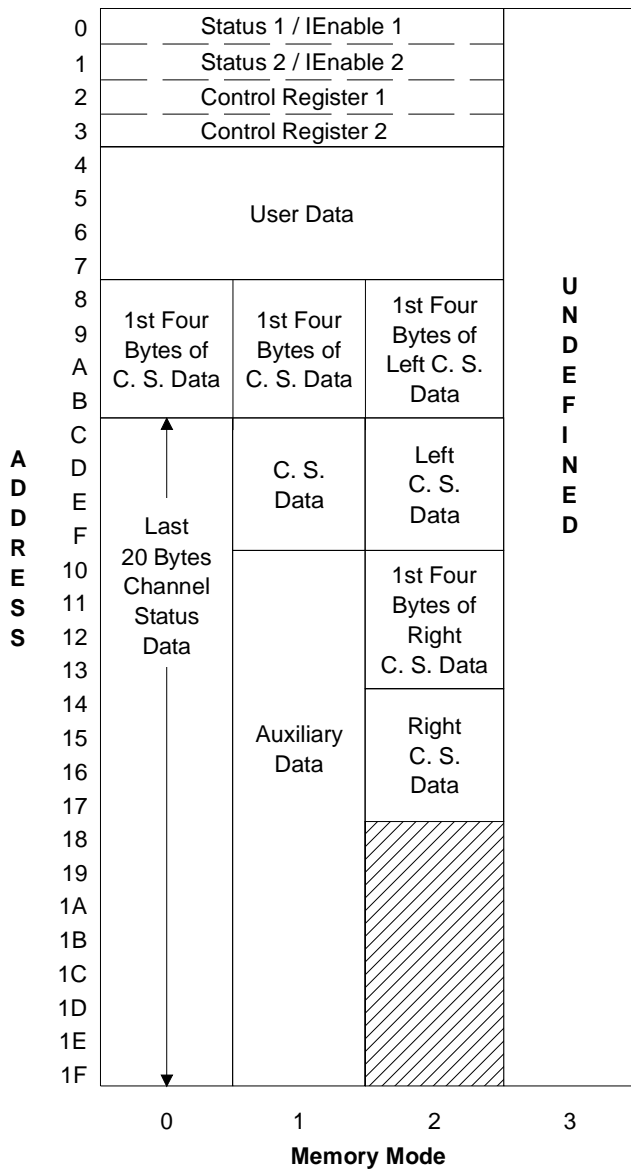 0
Status 1 / IEnable 1
1
Status 2 / IEnable 2
2
Control Register 1
3
Control Register 2
4
5
6
7
User Data
8
9
A
B
1st Four
Bytes of
C. S. Data
1st Four
Bytes of
C. S. Data
1st Four
Bytes of
Left C. S.
Data
UNDEFINED
ADDRESS
C
D
E
F
Last
20 Bytes
Channel
Status
Data
C. S.
Data
Left
C. S.
Data
10
11
12
13
1st Four
Bytes of
Right
C. S. Data
14
15
16
17
Auxiliary
Data
Right
C. S.
Data
18
19
1A
1B
1C
1D
1E
1F
0 1 2 3
Memory Mode